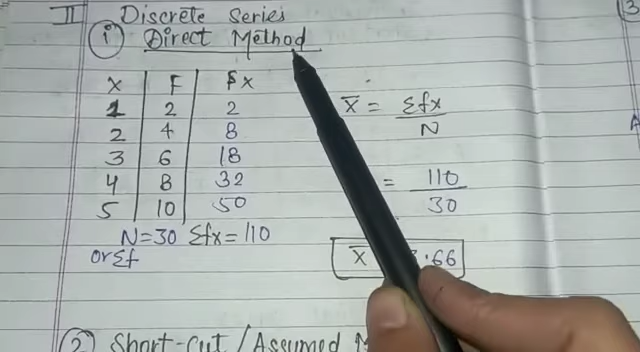 II Discrete Series
(i) Direct Method
X F Fx
1 2 2
2 4 8
3 6 18
4 8 32
5 10 50
N=30 Σfx=110
or Σf
X̄ = Σfx
N
= 110
30
X̄ .66
(2) Short-cut / Assumed
(3